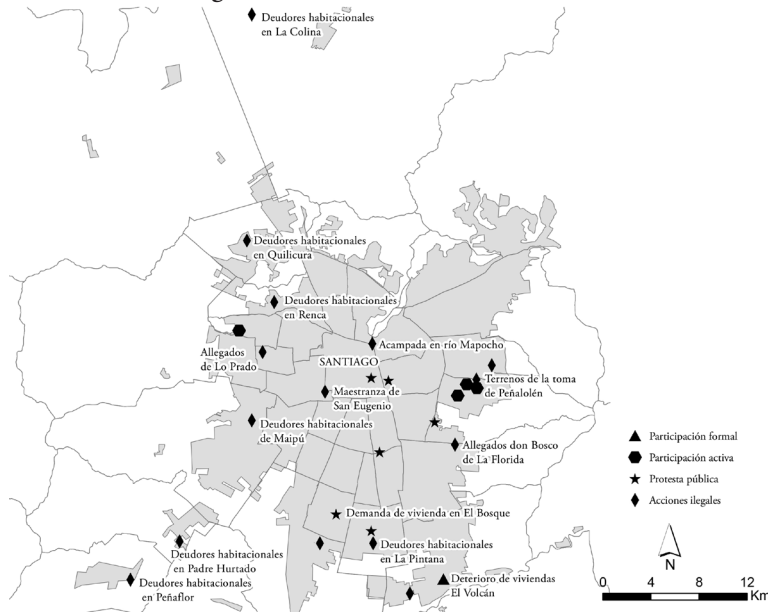 Deudores habitacionales
en La Colina
Deudores habitacionales
en Quilicura
Deudores habitacionales
en Renca
Allegados
de Lo Prado
Acampada en río Mapocho
SANTIAGO
Terrenos de la toma
de Peñalolén
Maestranza de
San Eugenio
Deudores habitacionales
de Maipú
Allegados don Bosco
de La Florida
Participación formal
Participación activa
Protesta pública
Acciones ilegales
Demanda de vivienda en El Bosque
Deudores habitacionales
en La Pintana
Deudores habitacionales
en Padre Hurtado
Deudores habitacionales
en Peñaflor
Deterioro de viviendas
El Volcán
N
0 4 8 12
Km